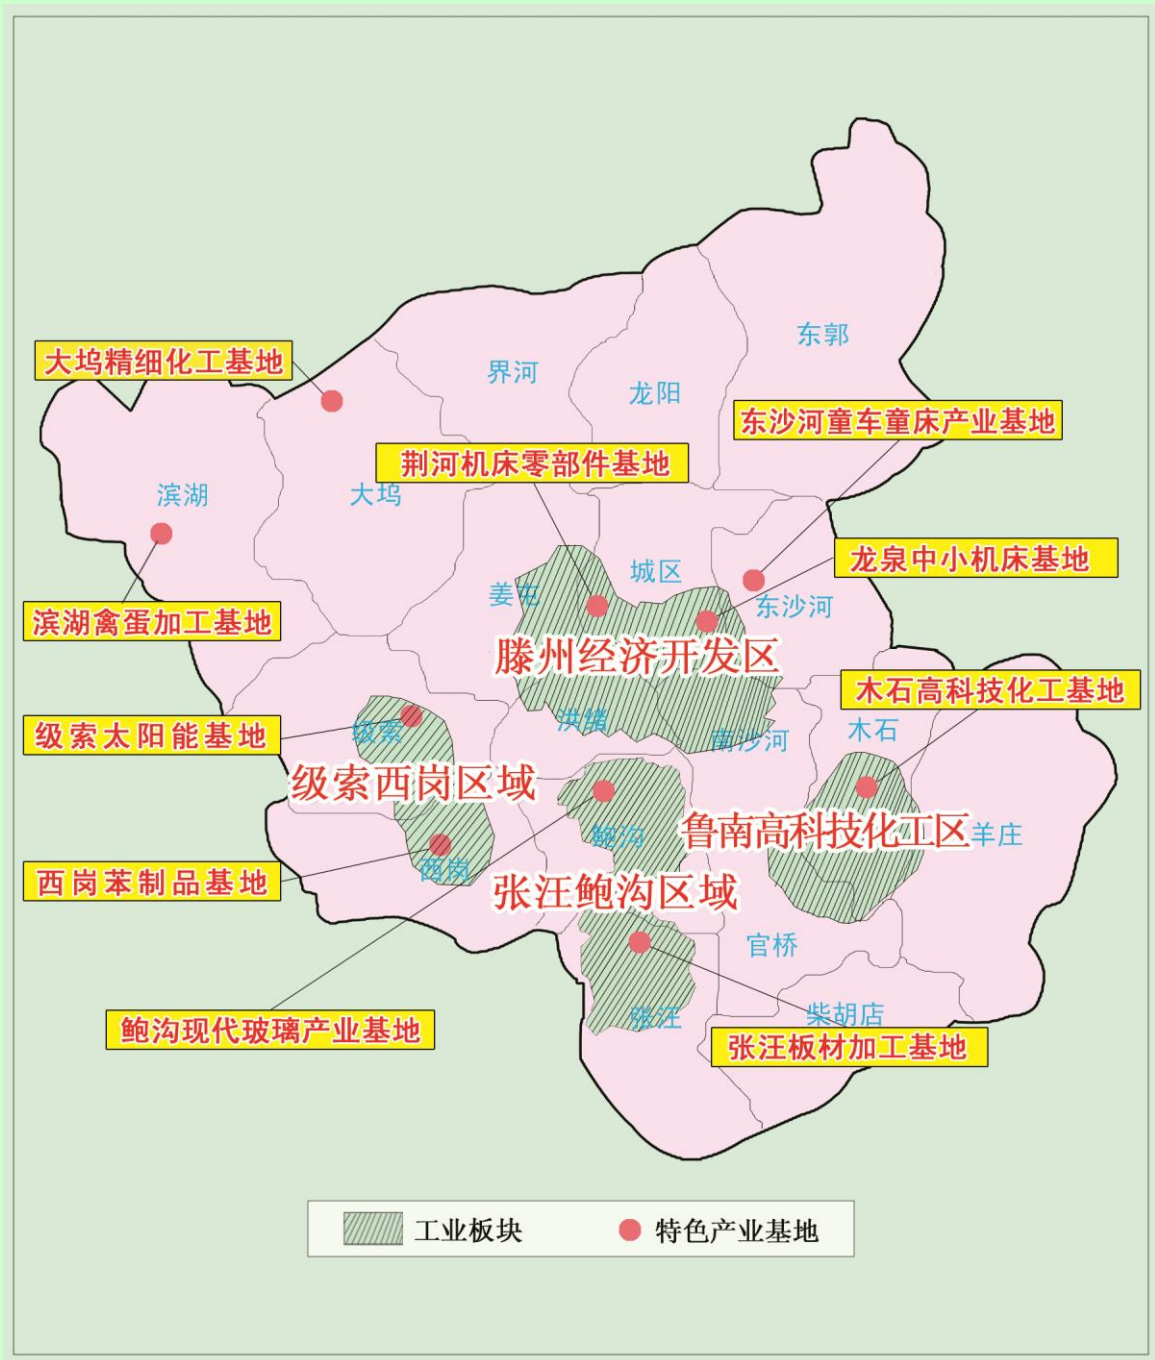 东郭
界河
大坞精细化工基地
龙阳
东沙河童车童床产业基地
荆河机床零部件基地
滨湖
大坞
龙泉中小机床基地
城区
姜屯
东沙河
滨湖禽蛋加工基地
滕州经济开发区
木石高科技化工基地
洪绪
级索太阳能基地
级索
南沙河
木石
级索西岗区域
鲍沟
鲁南高科技化工区
羊庄
西岗苯制品基地
西岗
张汪鲍沟区域
官桥
张汪
柴胡店
鲍沟现代玻璃产业基地
张汪板材加工基地
工业板块
特色产业基地